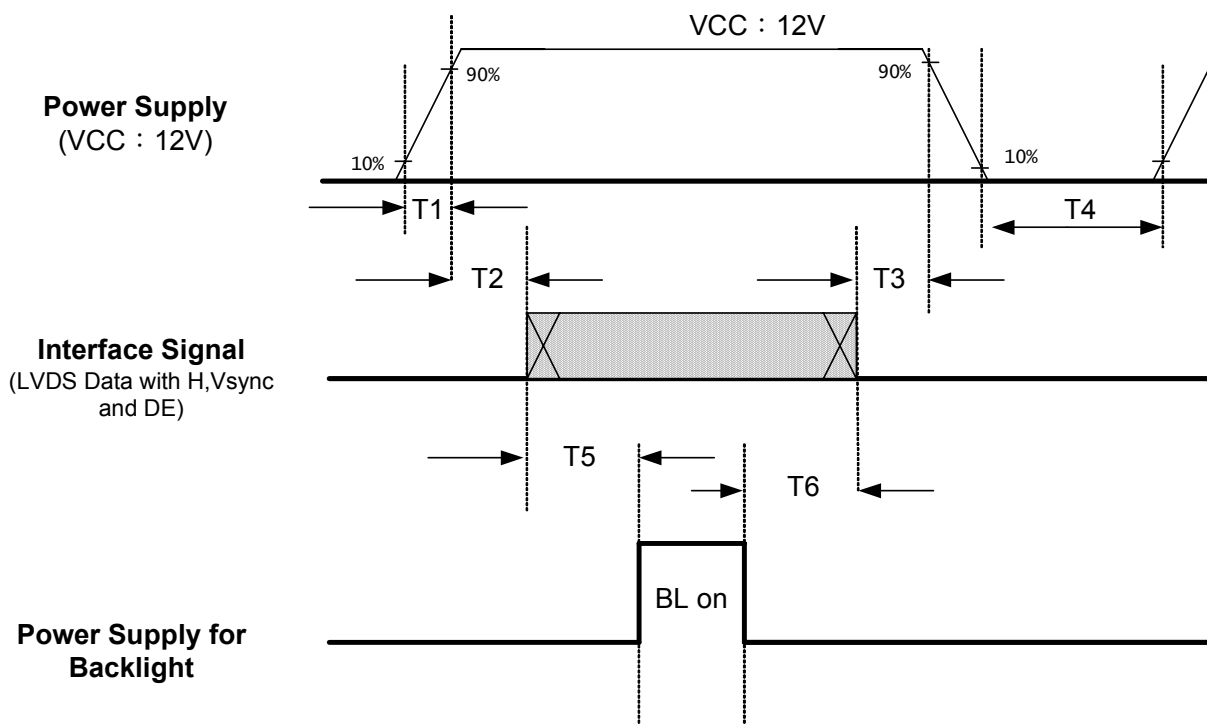 VCC：12V
90%
90%
Power Supply
(VCC：12V)
10%
10%
T1
T4
T2
T3
Interface Signal
(LVDS Data with H,Vsync
and DE)
T5
T6
BL on
Power Supply for
Backlight